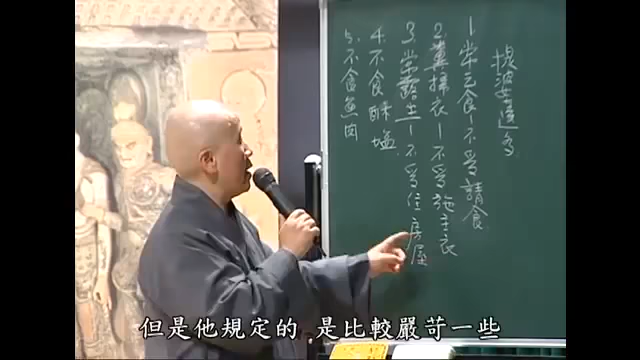 提婆達多
1.常乞食—不受請食
2.糞掃衣—不受施主衣
3.常露坐—不受住房屋
4.不食酥塩
5.不食魚肉
但是他規定的 是比較嚴苛一些